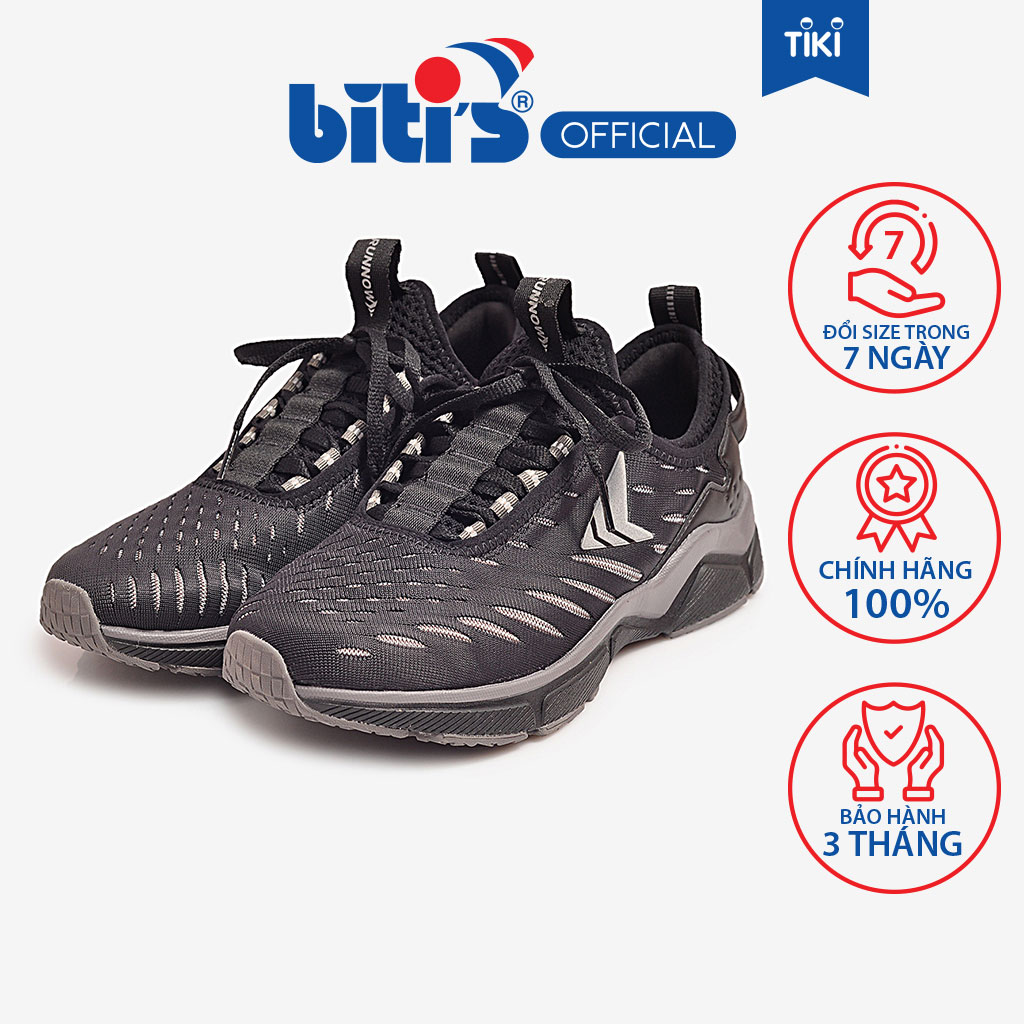 TiKi
biti's®
OFFICIAL
7
ĐỔI SIZE TRONG
7 NGÀY
RUNNOW
RUNNOW
CHÍNH HÃNG
100%
BẢO HÀNH
3 THÁNG